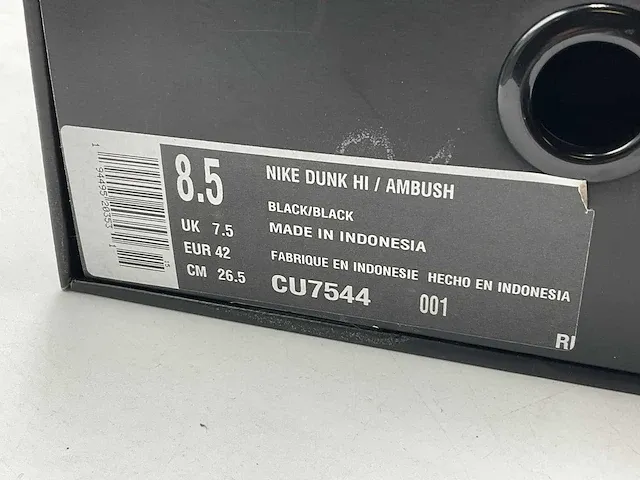 8.5
UK 7.5
EUR 42
CM 26.5
NIKE DUNK HI / AMBUSH
BLACK/BLACK
MADE IN INDONESIA
FABRIQUE EN INDONESIE HECHO EN INDONESIA
CU7544 001